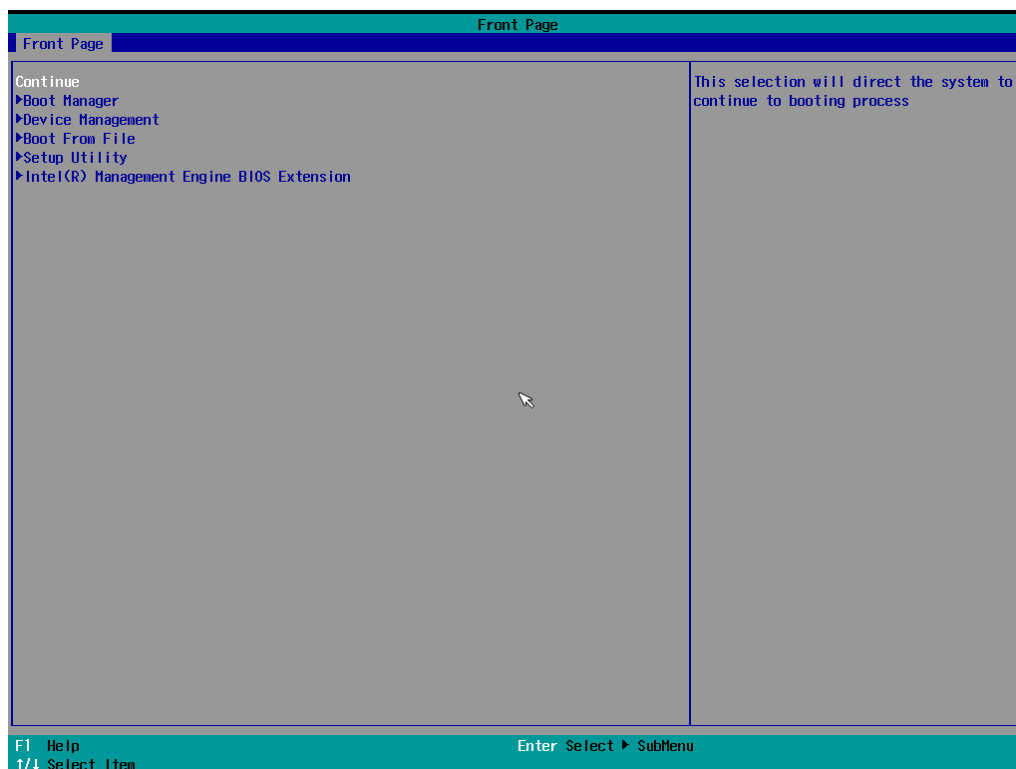 Front Page
Front Page
Continue
This selection will direct the system to
continue to booting process
▶Boot Manager
▶Device Management
▶Boot From File
▶Setup Utility
▶Intel(R) Management Engine BIOS Extension
F1 Help
Enter Select ▶ SubMenu
↑/↓ Select Item